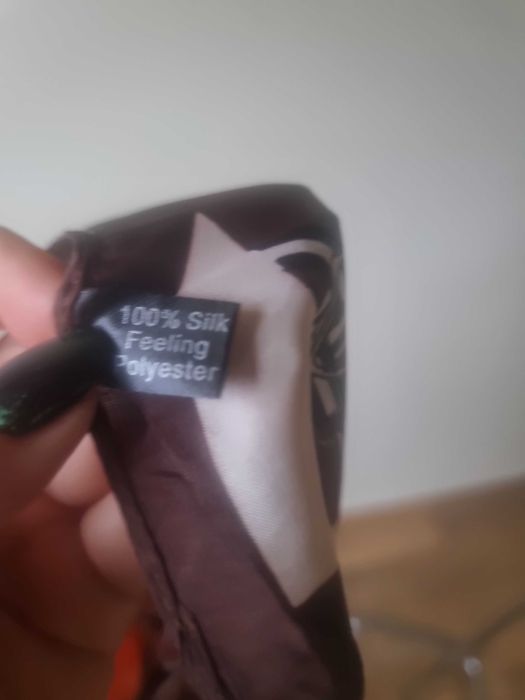 100% Silk
Feeling
Polyester